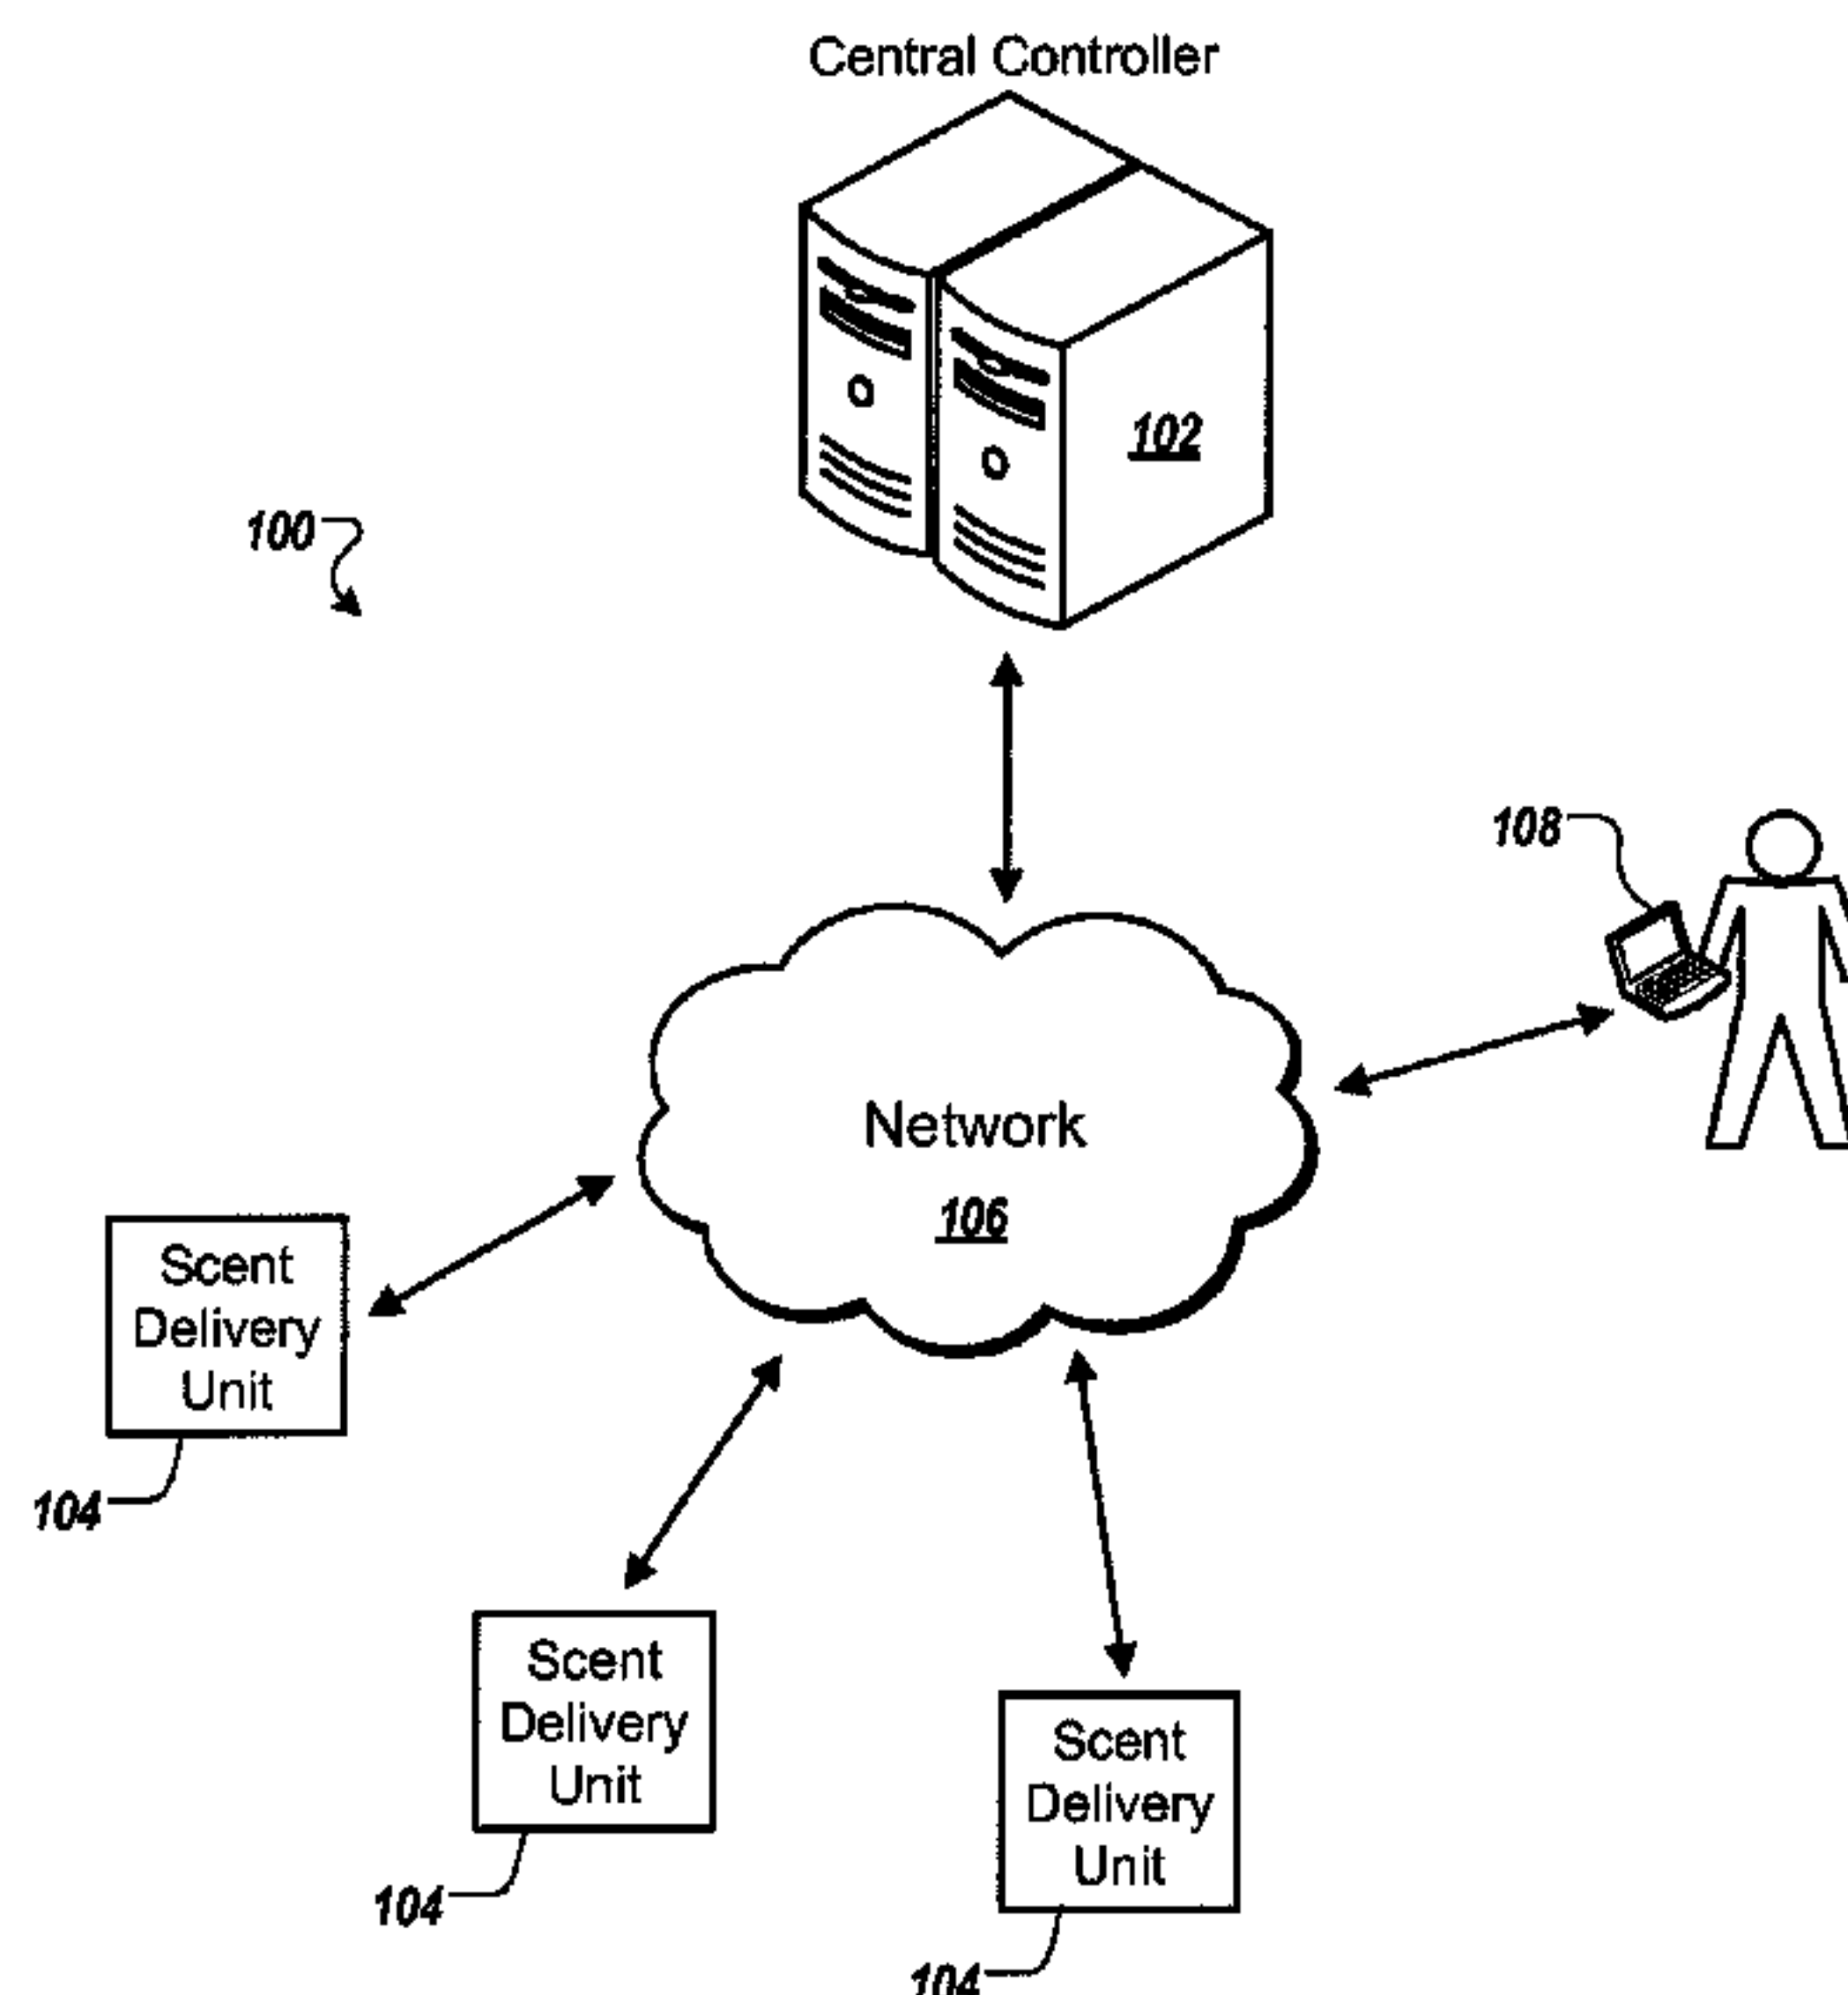 Central Controller
102
100
108
Network
106
Scent
Delivery
Unit
104
Scent
Delivery
Unit
104
Scent
Delivery
Unit
104